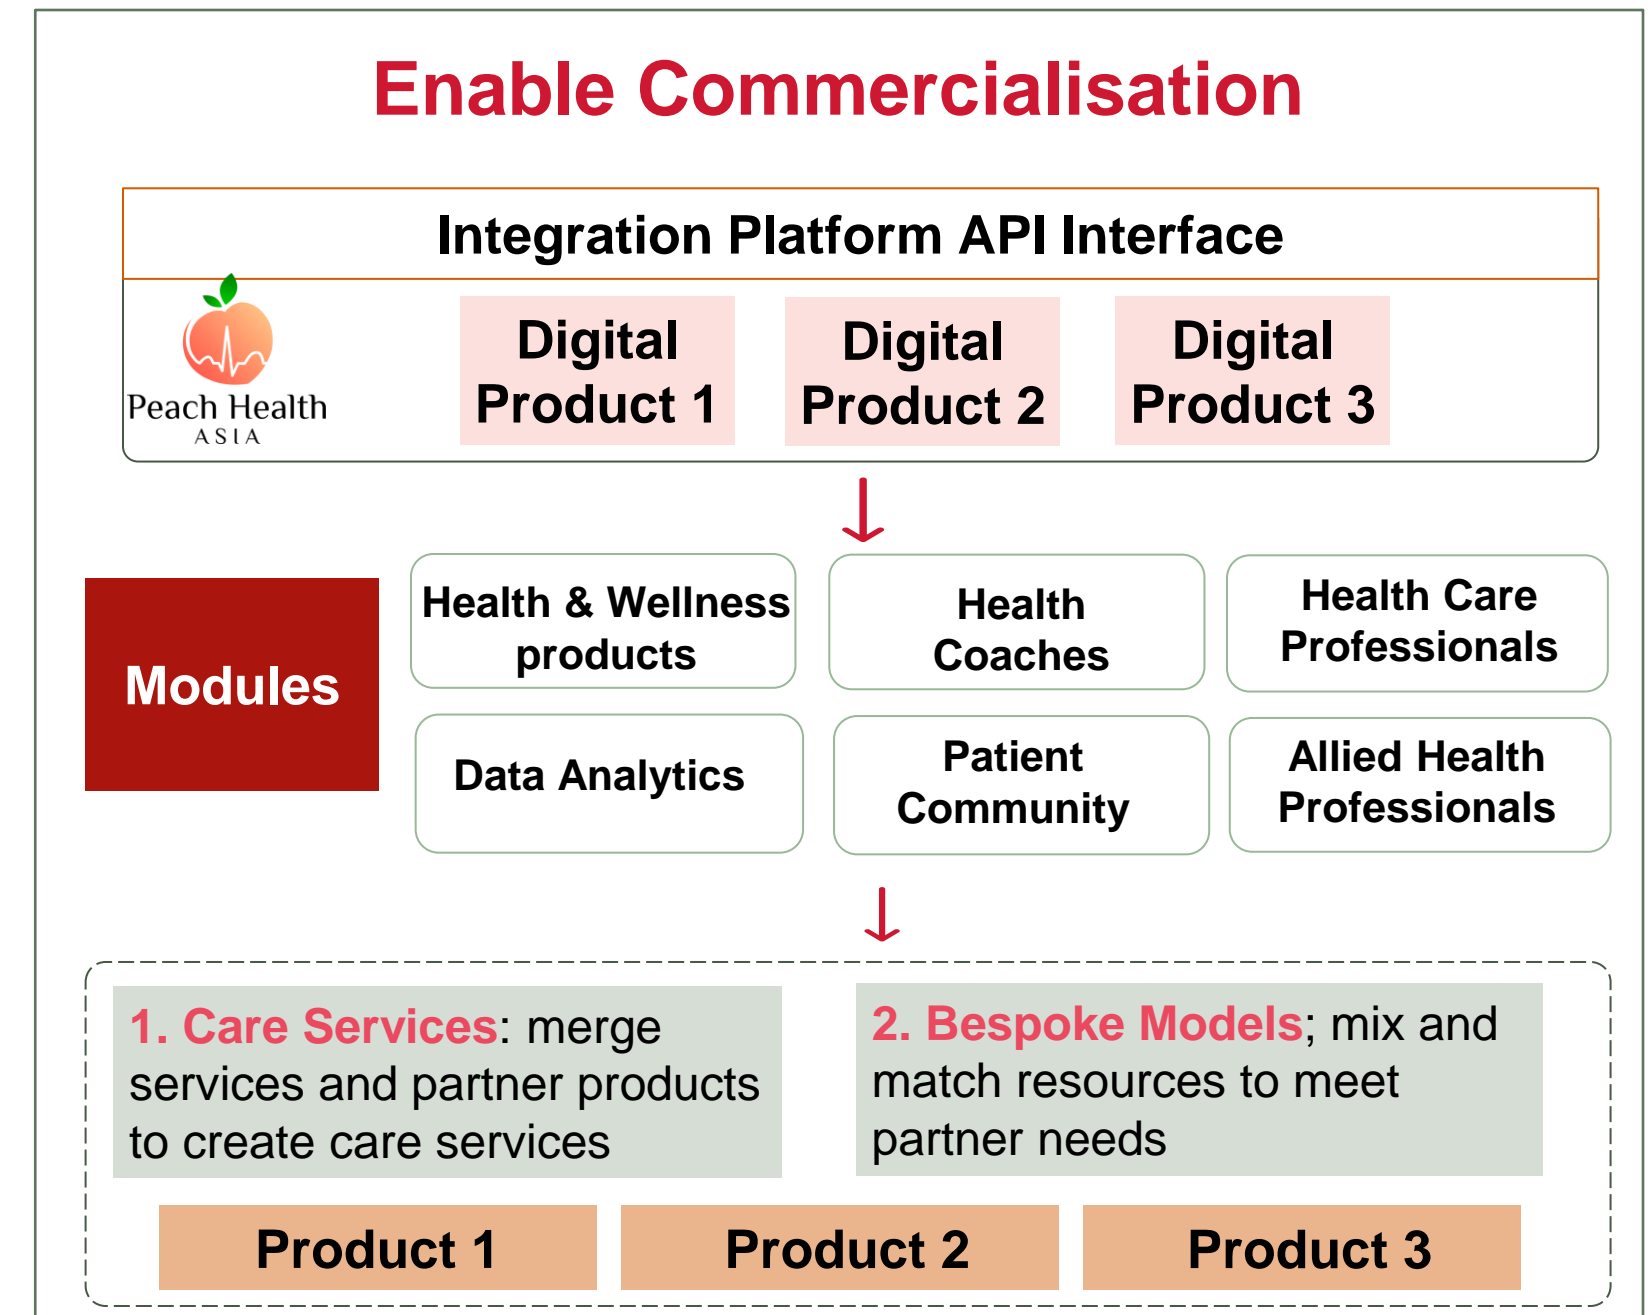 Enable Commercialisation
Integration Platform API Interface
Peach Health
ASIA
Digital
Product 1
Digital
Product 2
Digital
Product 3
Modules
Health & Wellness
products
Health
Coaches
Health Care
Professionals
Data Analytics
Patient
Community
Allied Health
Professionals
1. Care Services: merge
services and partner products
to create care services
2. Bespoke Models; mix and
match resources to meet
partner needs
Product 1
Product 2
Product 3